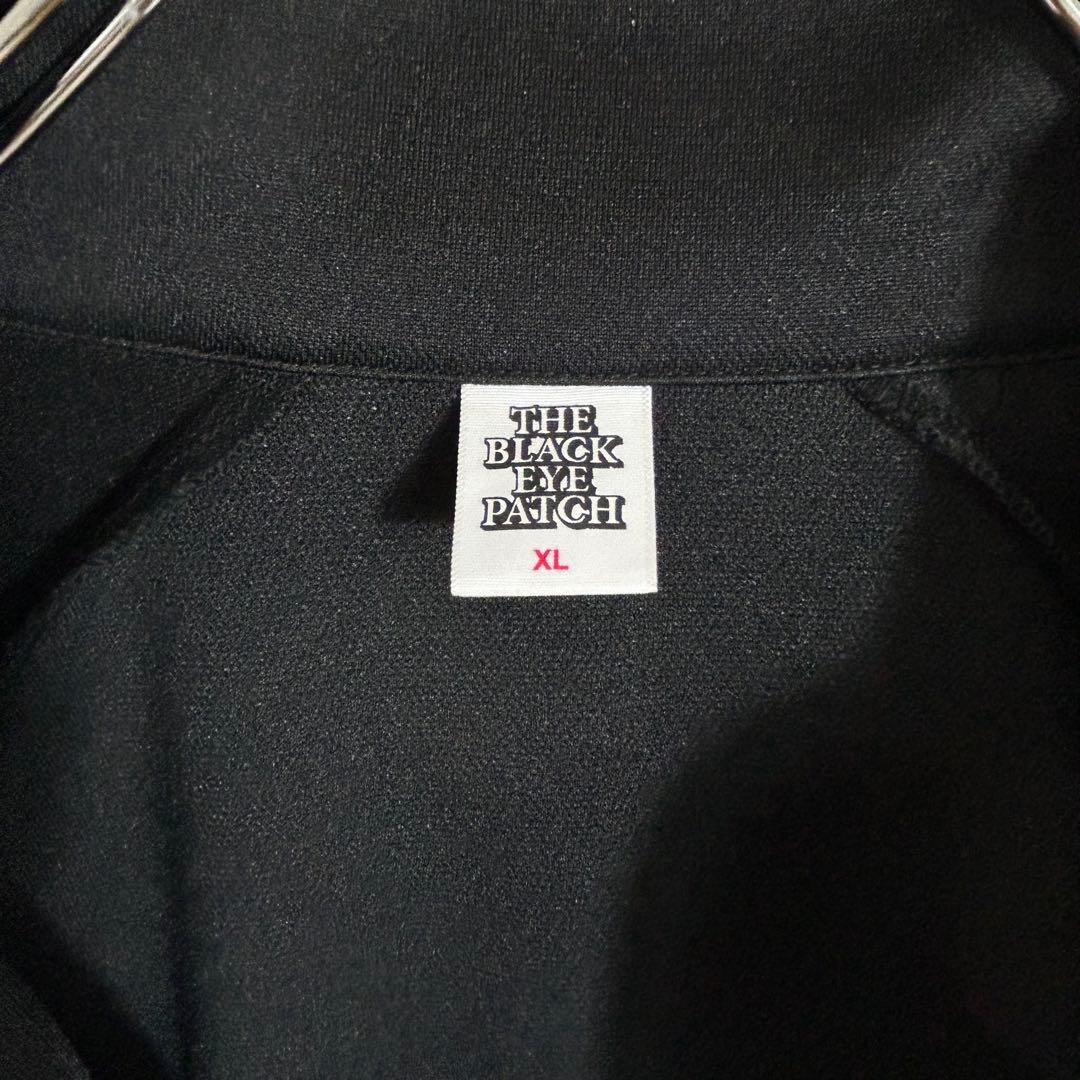 THE
BLACK
EYE
PATCH
XL